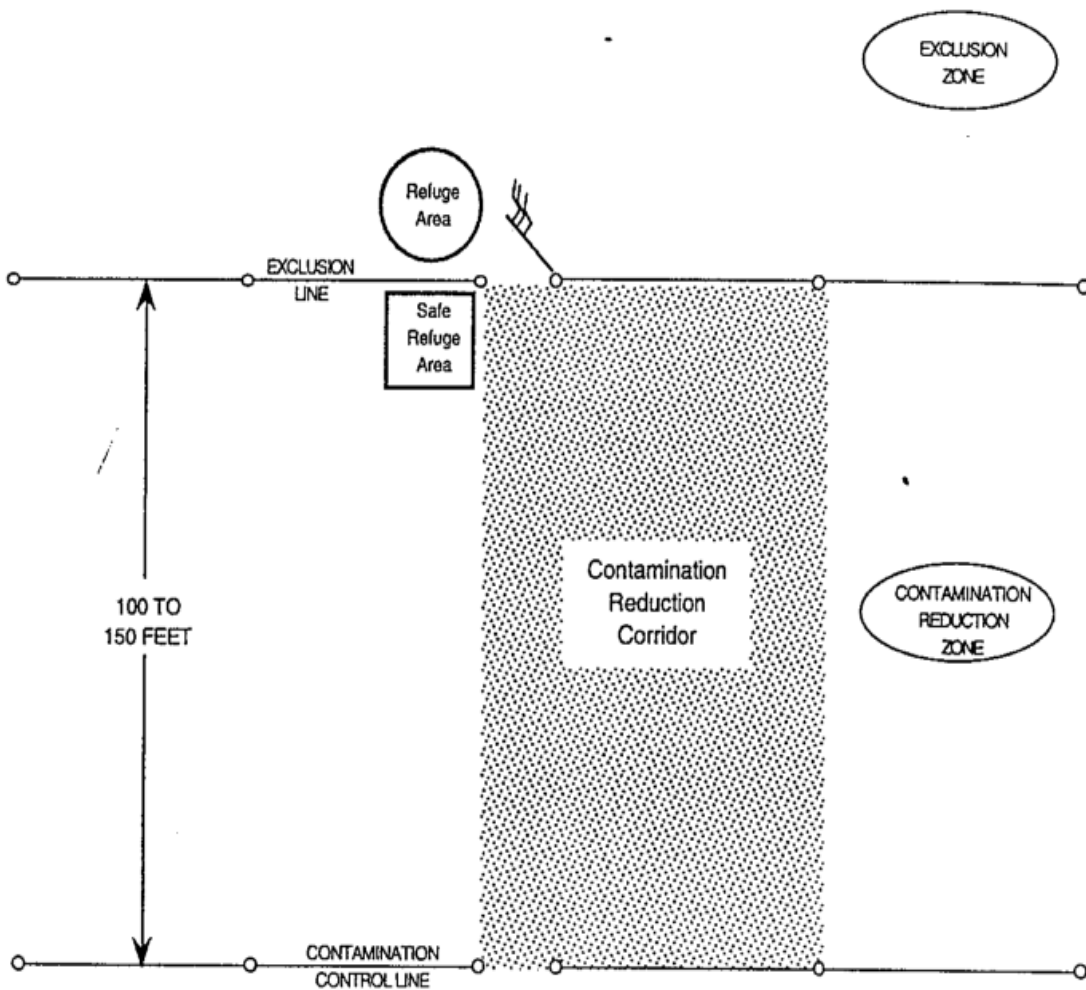 EXCLUSION
ZONE
Refuge
Area
EXCLUSION
LINE
Safe
Refuge
Area
Contamination
Reduction
Corridor
100 TO
150 FEET
CONTAMINATION
REDUCTION
ZONE
CONTAMINATION
CONTROL LINE